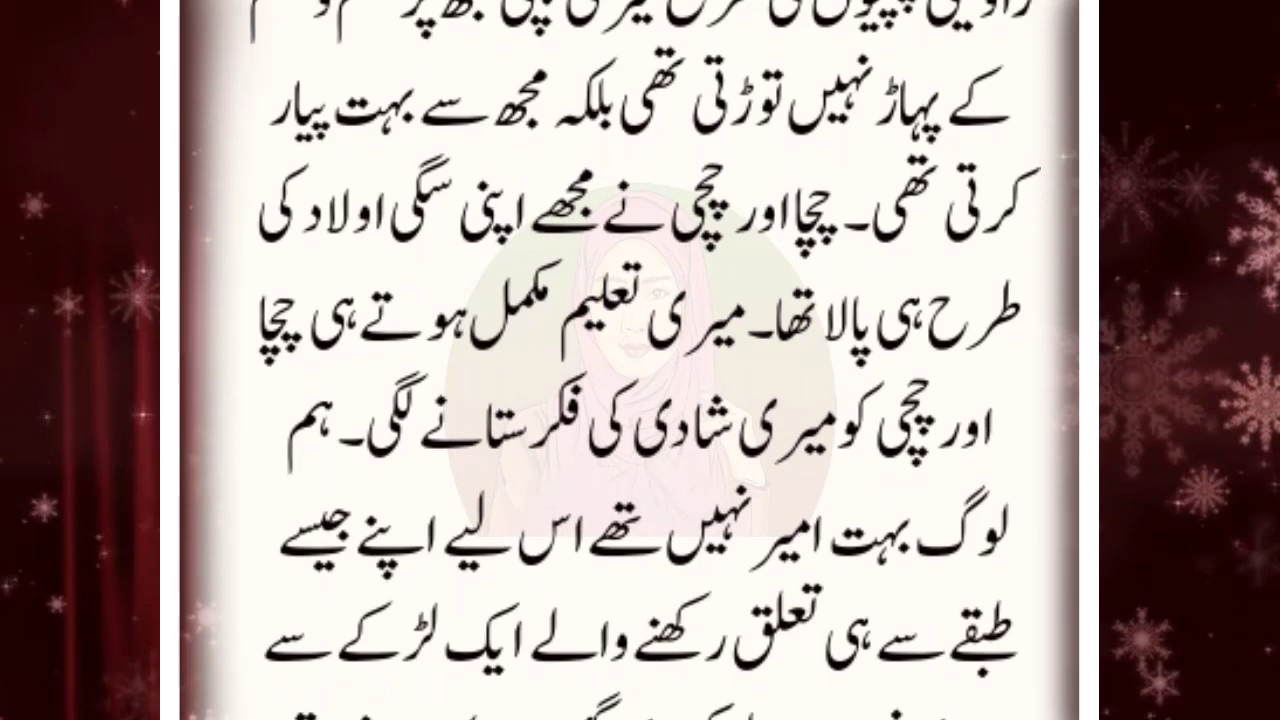 کے پہاڑ نہیں توڑتی تھی بلکہ مجھ سے بہت پیار
کرتی تھی۔ چچا اور چچی نے مجھے اپنی سگی اولاد کی
طرح ہی پالا تھا۔ میری تعلیم مکمل ہوتے ہی چچا
اور چچی کو میری شادی کی فکر ستانے لگی۔ ہم
لوگ بہت امیر نہیں تھے اس لیے اپنے جیسے
طبقے سے ہی تعلق رکھنے والے ایک لڑکے سے